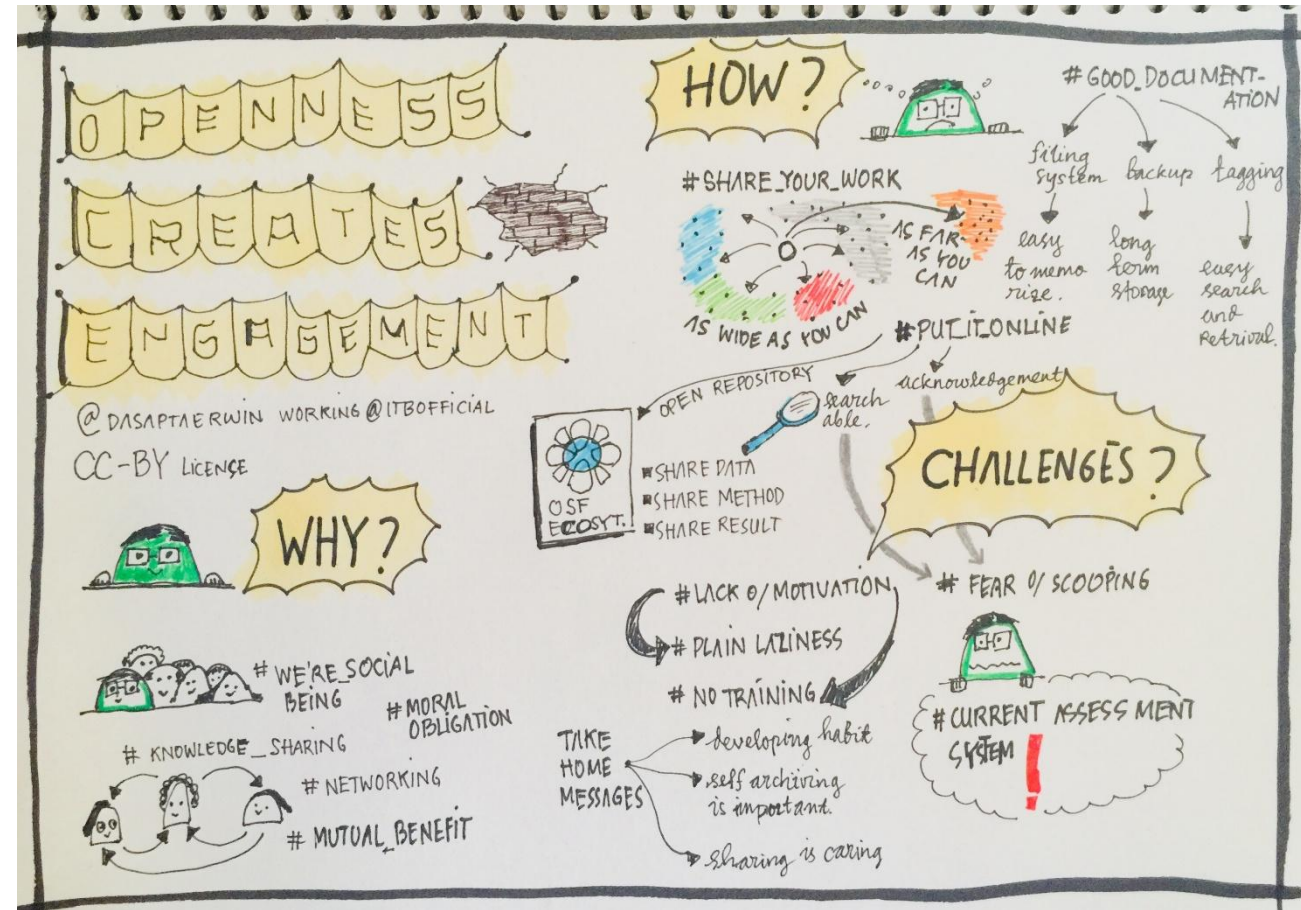 OPENNESS
CREATES
ENGAGEMENT
@DASAPTAERWIN WORKING @ITBOFFICIAL
CC-BY LICENSE
WHY?
# WE'RE_SOCIAL
BEING
# MORAL
OBLIGATION
# KNOWLEDGE_SHARING
# NETWORKING
# MUTUAL_BENEFIT
HOW?
# SHARE_YOUR_WORK
AS FAR
AS YOU
CAN
AS WIDE AS YOU CAN
# GOOD_DOCUMENT-
ATION
filing
system
backup
tagging
easy
to memo
rize.
long
term
storage
easy
search
and
retrival.
# PUT_IT_ONLINE
OPEN REPOSITORY
search
able.
acknowledgement
OSF
ECOSYT.
SHARE DATA
SHARE METHOD
SHARE RESULT
CHALLENGES?
# LACK O/ MOTIVATION
# PLAIN LAZINESS
# NO TRAINING
# FEAR O/ SCOOPING
# CURRENT ASSESSMENT
SYSTEM !
TAKE
HOME
MESSAGES
developing habit
self archiving
is important.
sharing is caring